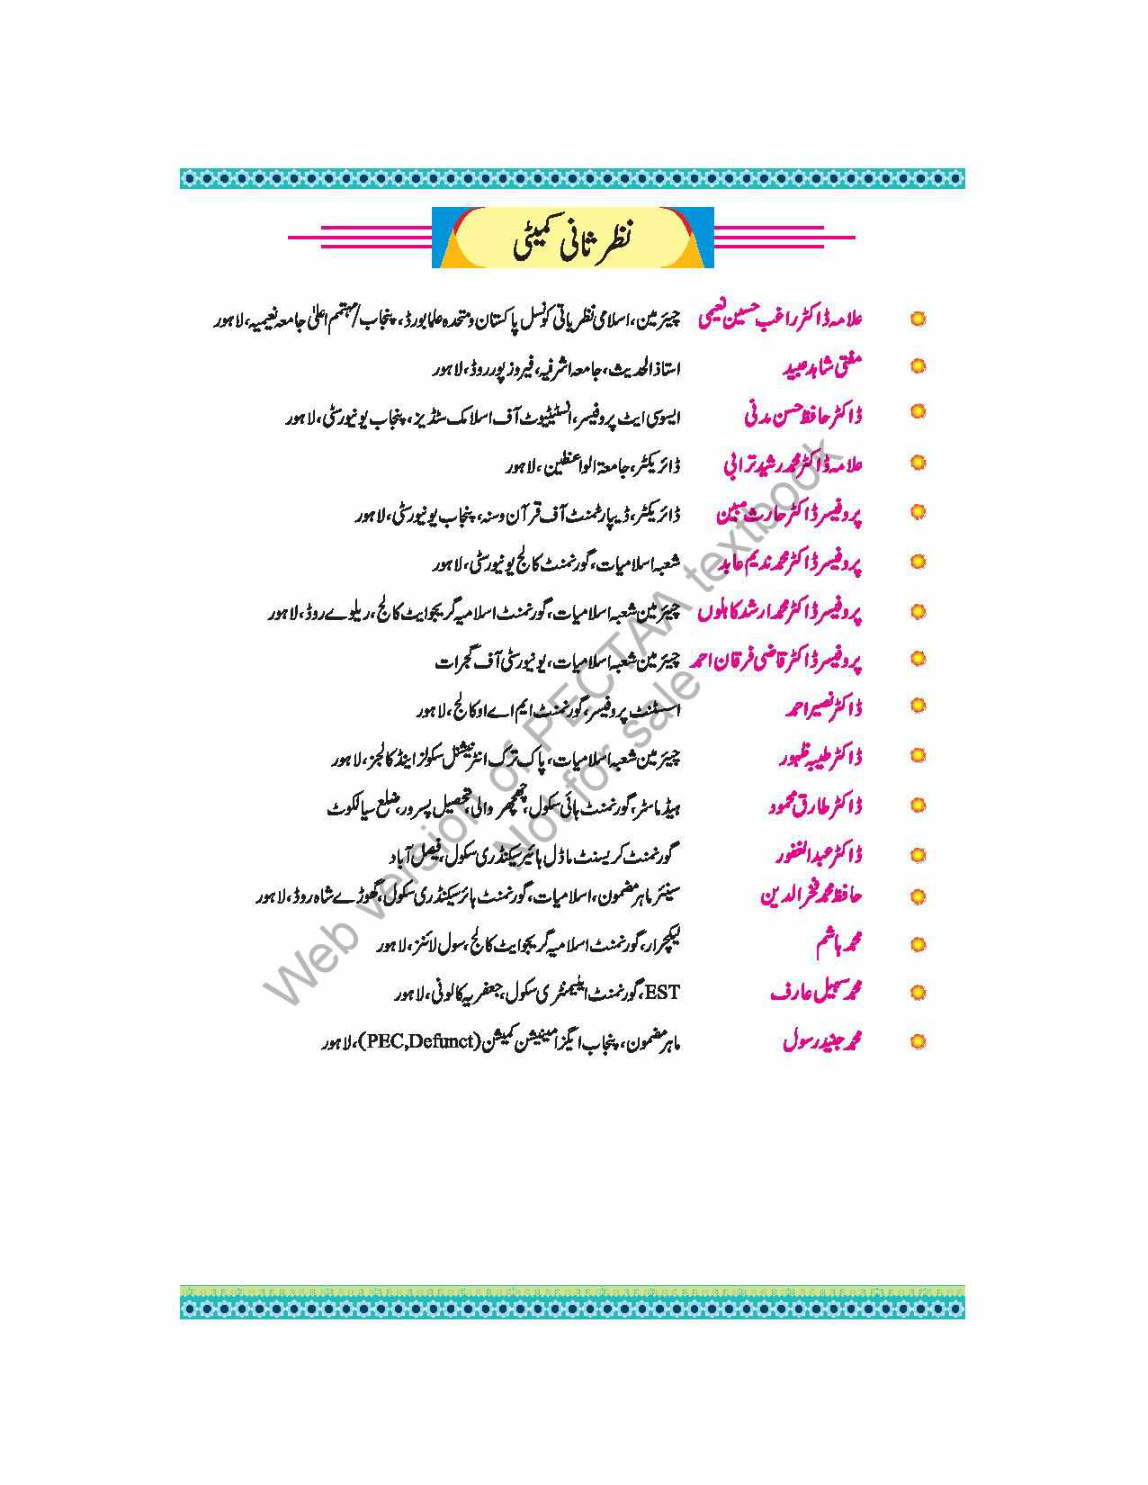 نظر ثانی کمیٹی
علامہ ڈاکٹر راغب حسین نعیمی چیئرمین، اسلامی نظریاتی کونسل پاکستان و متحدہ علما بورڈ، پنجاب/مہتمم اعلیٰ جامعہ نعیمیہ، لاہور
مفتی شاہد عبید استاذ الحدیث، جامعہ اشرفیہ، فیروز پور روڈ، لاہور
ڈاکٹر حافظ حسن مدنی ایسوسی ایٹ پروفیسر، انسٹیٹیوٹ آف اسلامک سٹڈیز، پنجاب یونیورسٹی، لاہور
علامہ ڈاکٹر محمد رشید ترابی ڈائریکٹر، جامعۃ الواعظین، لاہور
پروفیسر ڈاکٹر حارث مبین ڈائریکٹر، ڈیپارٹمنٹ آف قرآن و سنہ، پنجاب یونیورسٹی، لاہور
پروفیسر ڈاکٹر محمد ندیم عابد شعبہ اسلامیات، گورنمنٹ کالج یونیورسٹی، لاہور
پروفیسر ڈاکٹر محمد ارشد کاہلوں چیئرمین شعبہ اسلامیات، گورنمنٹ اسلامیہ گریجوایٹ کالج، ریلوے روڈ، لاہور
پروفیسر ڈاکٹر قاضی فرقان احمد چیئرمین شعبہ اسلامیات، یونیورسٹی آف گجرات
ڈاکٹر نصیر احمد اسسٹنٹ پروفیسر، گورنمنٹ ایم اے او کالج، لاہور
ڈاکٹر طیبہ ظہور چیئرمین شعبہ اسلامیات، پاک ترک انٹرنیشنل سکولز اینڈ کالجز، لاہور
ڈاکٹر طارق محمود ہیڈ ماسٹر، گورنمنٹ ہائی سکول، چھچھر والی، تحصیل پسرور، ضلع سیالکوٹ
ڈاکٹر عبدالغفور گورنمنٹ کریسنٹ ماڈل ہائیر سیکنڈری سکول، فیصل آباد
حافظ محمد فخر الدین سینئر ماہر مضمون، اسلامیات، گورنمنٹ ہائر سیکنڈری سکول، گھوڑے شاہ روڈ، لاہور
محمد ہاشم لیکچرار، گورنمنٹ اسلامیہ گریجوایٹ کالج، سول لائنز، لاہور
محمد سہیل عارف EST، گورنمنٹ ایلیمنٹری سکول، جعفریہ کالونی، لاہور
محمد جنید رسول ماہر مضمون، پنجاب ایگزامینیشن کمیشن (PEC,Defunct)، لاہور
Web version of PECTAA textbook
Not for sale